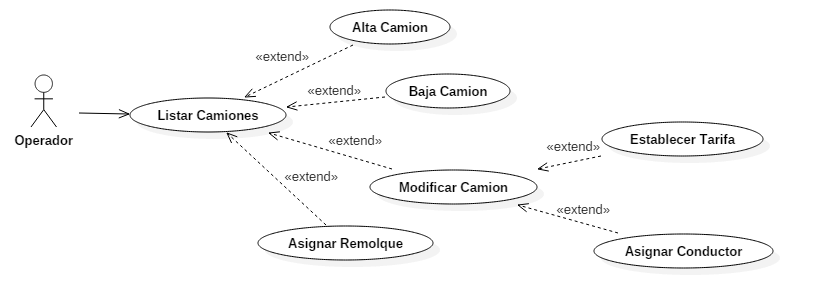 Alta Camion
«extend»
«extend»
Baja Camion
Listar Camiones
Operador
«extend»
«extend»
Establecer Tarifa
«extend»
Modificar Camion
«extend»
Asignar Remolque
Asignar Conductor